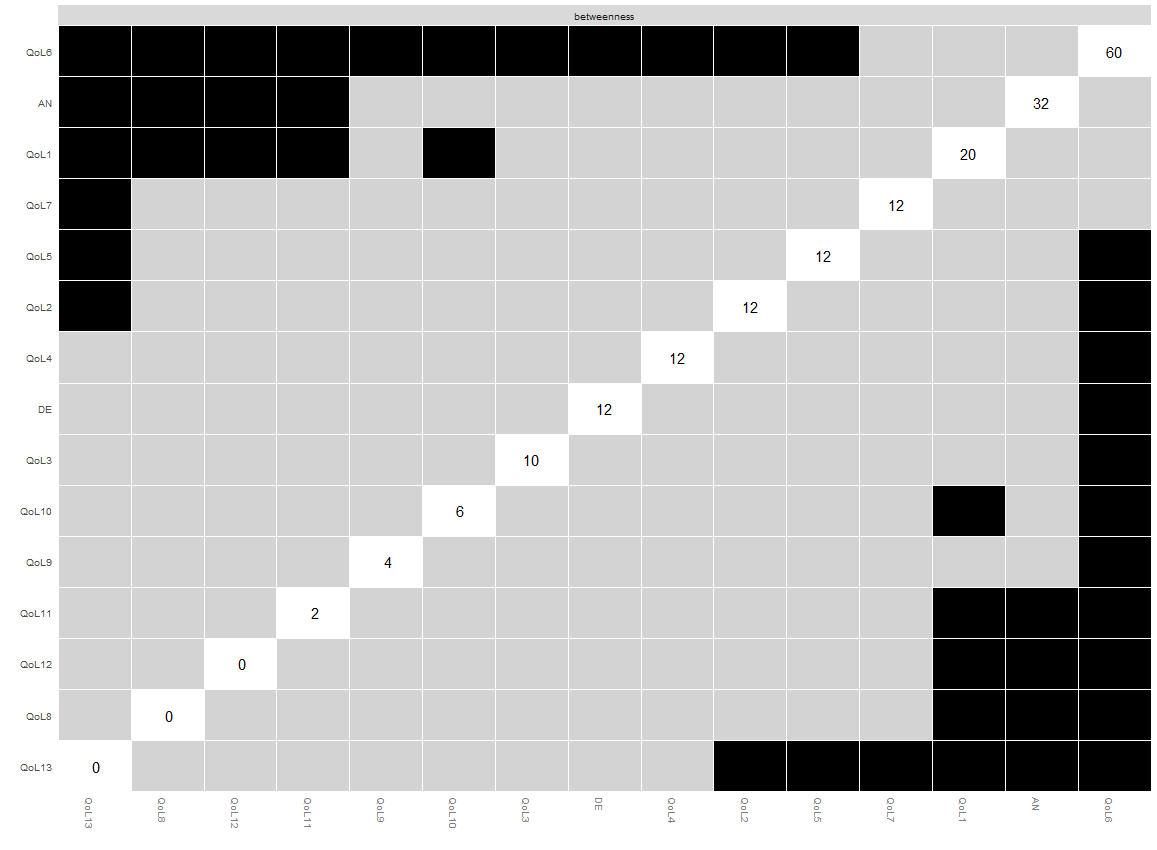 betweenness
QoL6 60
AN 32
QoL1 20
QoL7 12
QoL5 12
QoL2 12
QoL4 12
DE 12
QoL3 10
QoL10 6
QoL9 4
QoL11 2
QoL12 0
QoL8 0
QoL13 0
QoL13 QoL8 QoL12 QoL11 QoL9 QoL10 QoL3 DE QoL4 QoL2 QoL5 QoL7 QoL1 AN QoL6